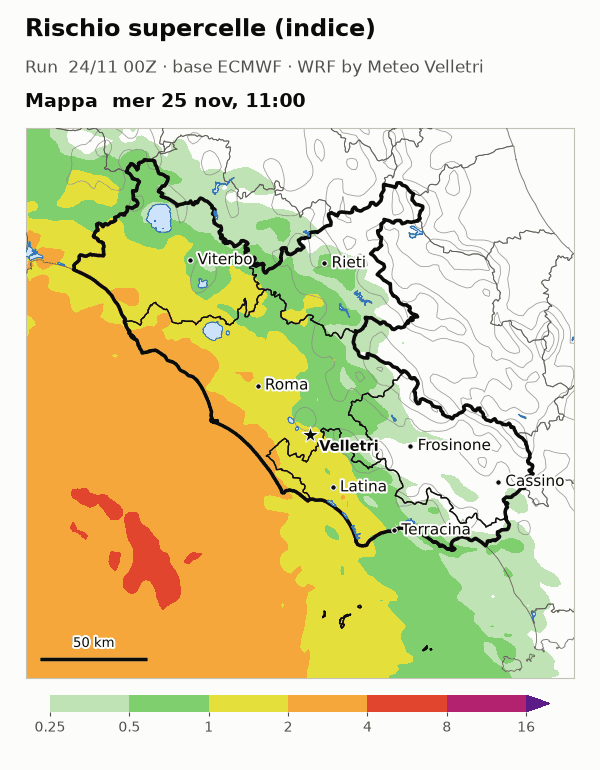 Rischio supercelle (indice)
Run 24/11 00Z · base ECMWF · WRF by Meteo Velletri
Mappa mer 25 nov, 11:00
Viterbo
Rieti
Roma
Velletri
Frosinone
Latina
Cassino
Terracina
50 km
0.25 0.5 1 2 4 8 16